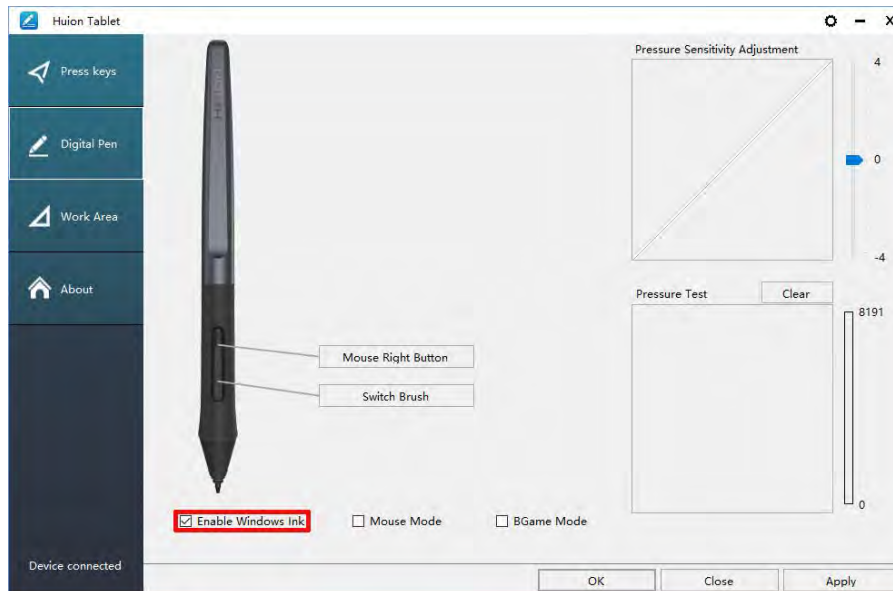 Huion Tablet
Press keys
Digital Pen
Work Area
About
Device connected
HUION
Mouse Right Button
Switch Brush
Enable Windows Ink
Mouse Mode
BGame Mode
Pressure Sensitivity Adjustment
4
0
-4
Pressure Test
Clear
8191
0
OK
Close
Apply